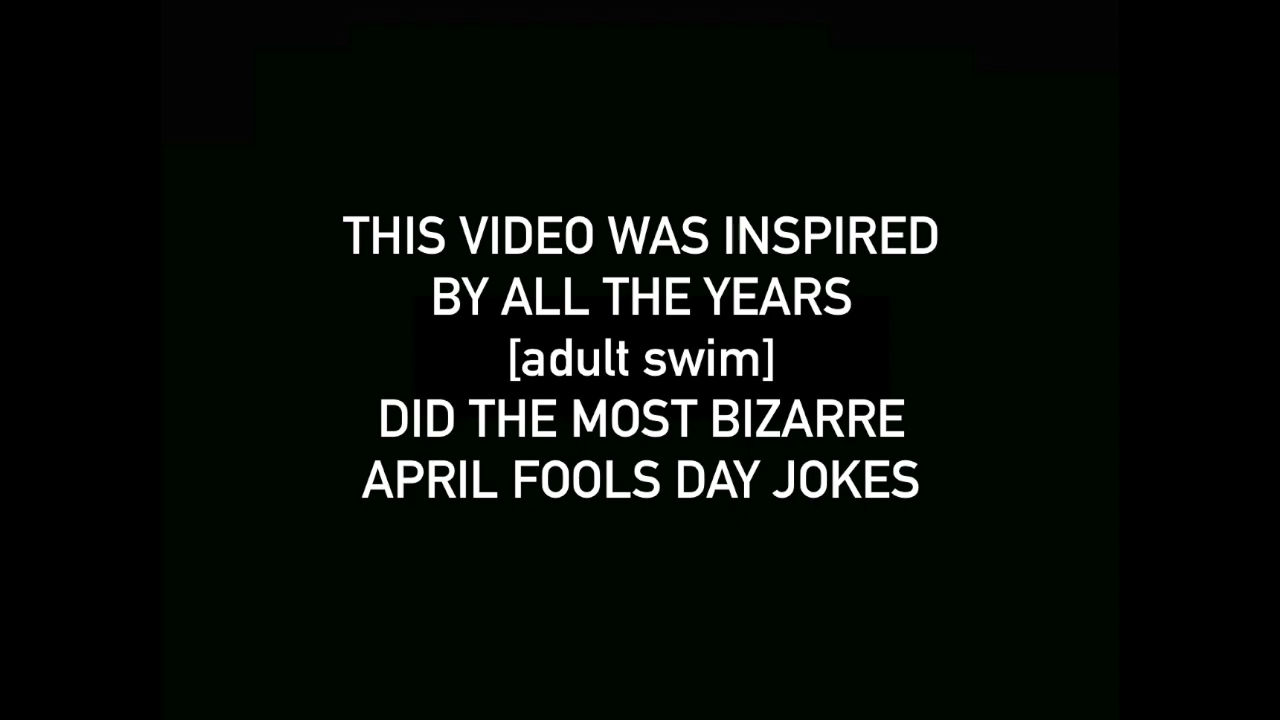 THIS VIDEO WAS INSPIRED
BY ALL THE YEARS
[adult swim]
DID THE MOST BIZARRE
APRIL FOOLS DAY JOKES